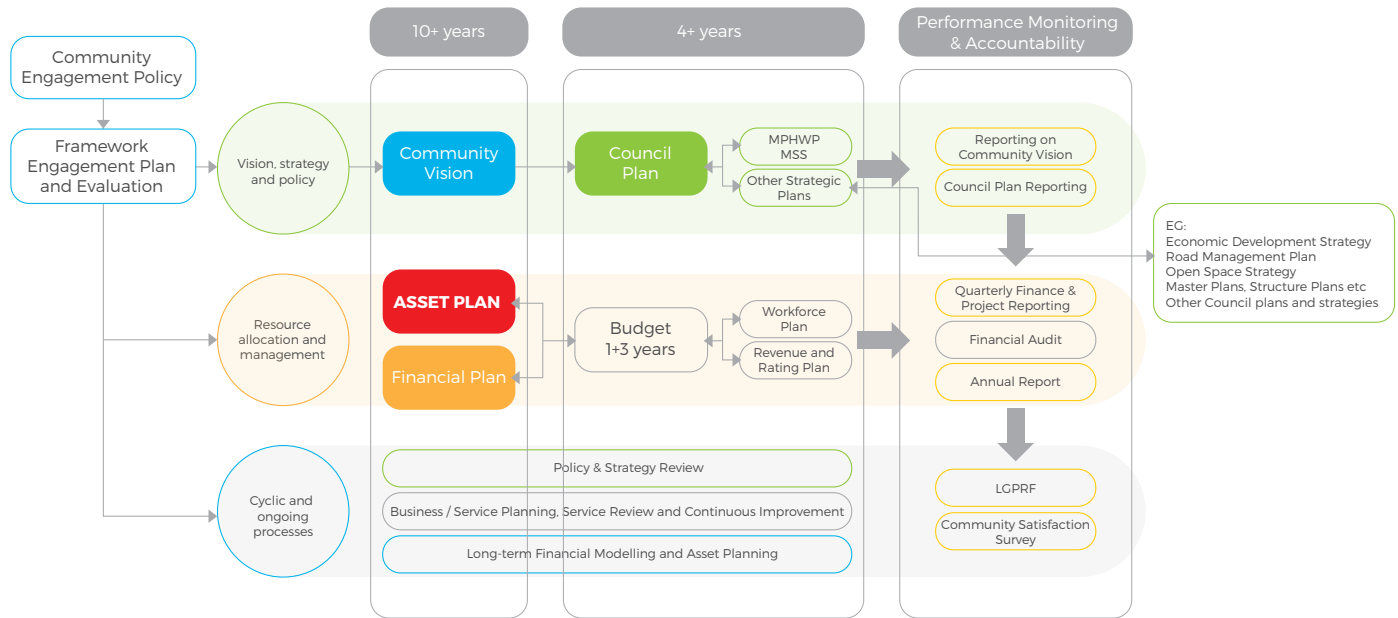 10+ years
4+ years
Performance Monitoring
& Accountability
Community
Engagement Policy
Framework
Engagement Plan
and Evaluation
Vision, strategy
and policy
Community
Vision
Council
Plan
MPHWP
MSS
Other Strategic
Plans
Reporting on
Community Vision
Council Plan Reporting
EG:
Economic Development Strategy
Road Management Plan
Open Space Strategy
Master Plans, Structure Plans etc
Other Council plans and strategies
Resource
allocation and
management
ASSET PLAN
Financial Plan
Budget
1+3 years
Workforce
Plan
Revenue and
Rating Plan
Quarterly Finance &
Project Reporting
Financial Audit
Annual Report
Cyclic and
ongoing
processes
Policy & Strategy Review
Business / Service Planning, Service Review and Continuous Improvement
Long-term Financial Modelling and Asset Planning
LGPRF
Community Satisfaction
Survey